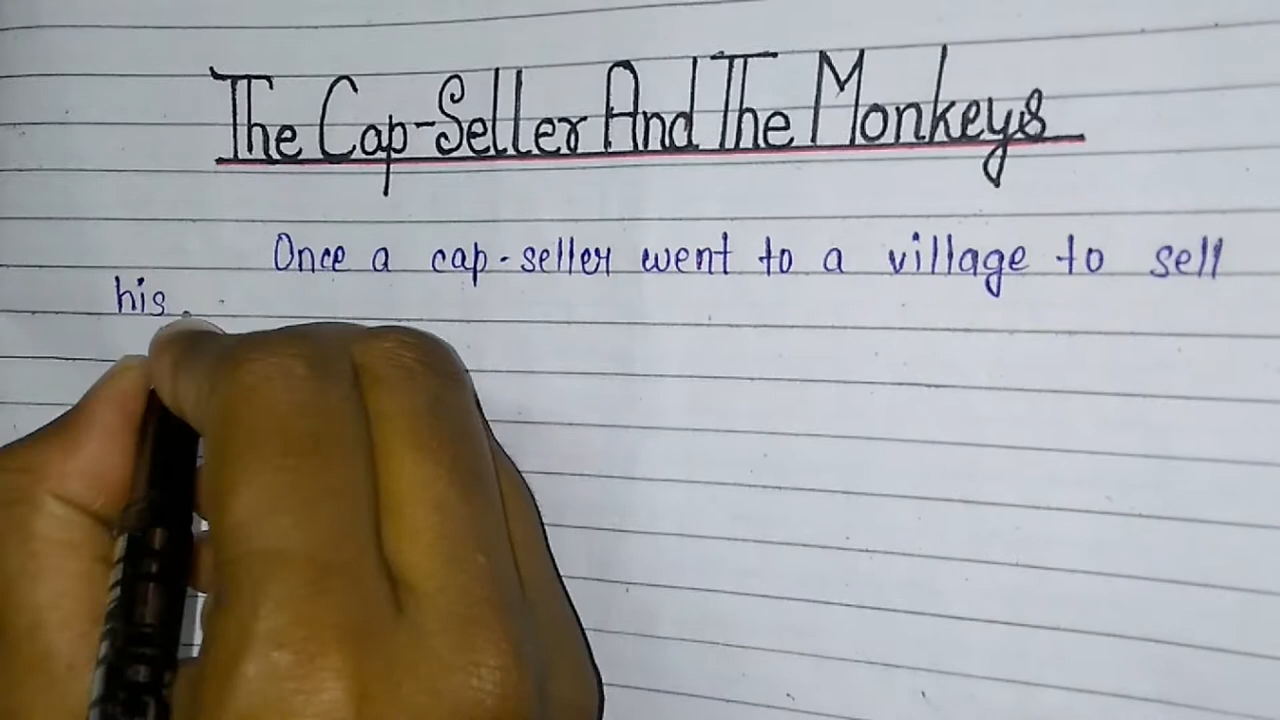 The Cap-Seller And The Monkeys
Once a cap-seller went to a village to sell
his